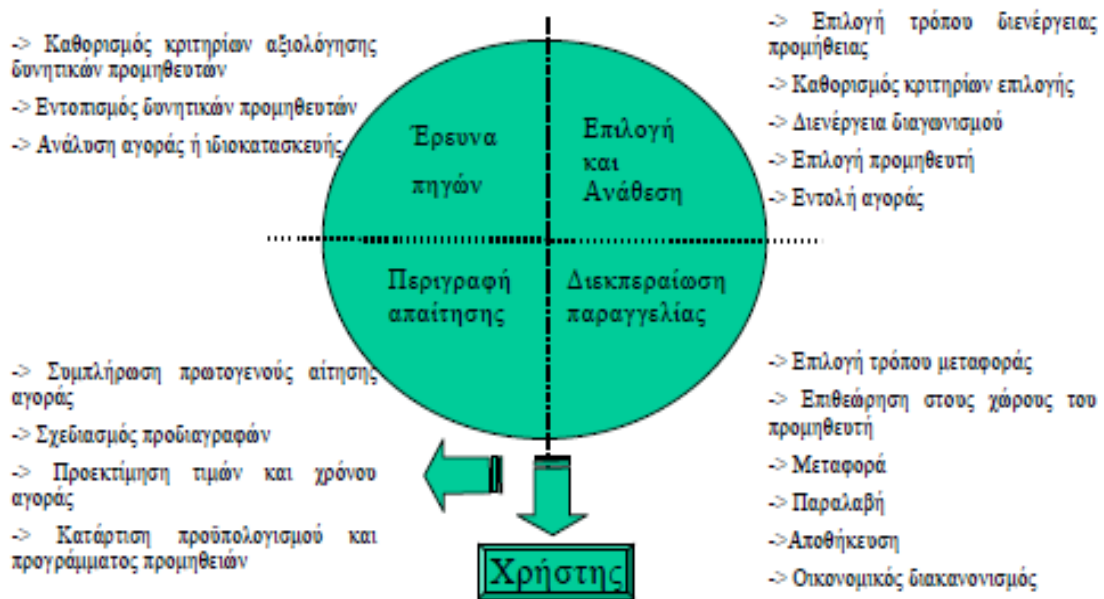 -> Καθορισμός κριτηρίων αξιολόγησης
δυνητικών προμηθευτών
-> Εντοπισμός δυνητικών προμηθευτών
-> Ανάλυση αγοράς ή ιδιοκατασκευής
-> Επιλογή τρόπου διενέργειας
προμήθειας
-> Καθορισμός κριτηρίων επιλογής
-> Διενέργεια διαγωνισμού
-> Επιλογή προμηθευτή
-> Εντολή αγοράς
Έρευνα
πηγών
Επιλογή
και
Ανάθεση
Περιγραφή
απαίτησης
Διεκπεραίωση
παραγγελίας
-> Συμπλήρωση πρωτογενούς αίτησης
αγοράς
-> Σχεδιασμός προδιαγραφών
-> Προεκτίμηση τιμών και χρόνου
αγοράς
-> Κατάρτιση προϋπολογισμού και
προγράμματος προμηθειών
-> Επιλογή τρόπου μεταφοράς
-> Επιθεώρηση στους χώρους του
προμηθευτή
-> Μεταφορά
-> Παραλαβή
->Αποθήκευση
-> Οικονομικός διακανονισμός
Χρήστης